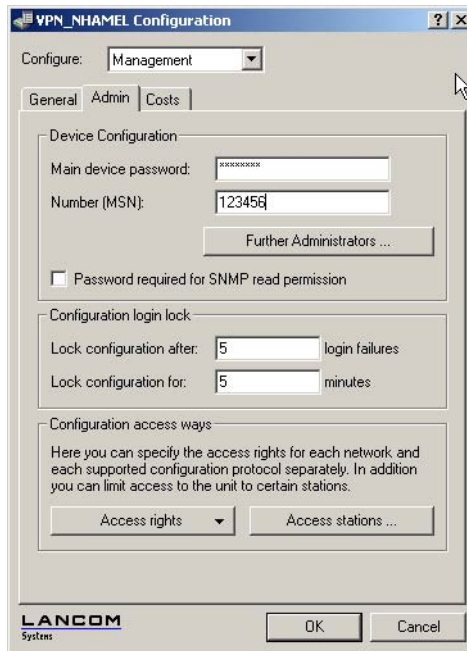 VPN_NHAMEL Configuration
Configure: Management
General Admin Costs
Device Configuration
Main device password: ********
Number (MSN): 123456
Further Administrators ...
Password required for SNMP read permission
Configuration login lock
Lock configuration after: 5 login failures
Lock configuration for: 5 minutes
Configuration access ways
Here you can specify the access rights for each network and
each supported configuration protocol separately. In addition
you can limit access to the unit to certain stations.
Access rights Access stations ...
LANCOM
Systems
OK Cancel